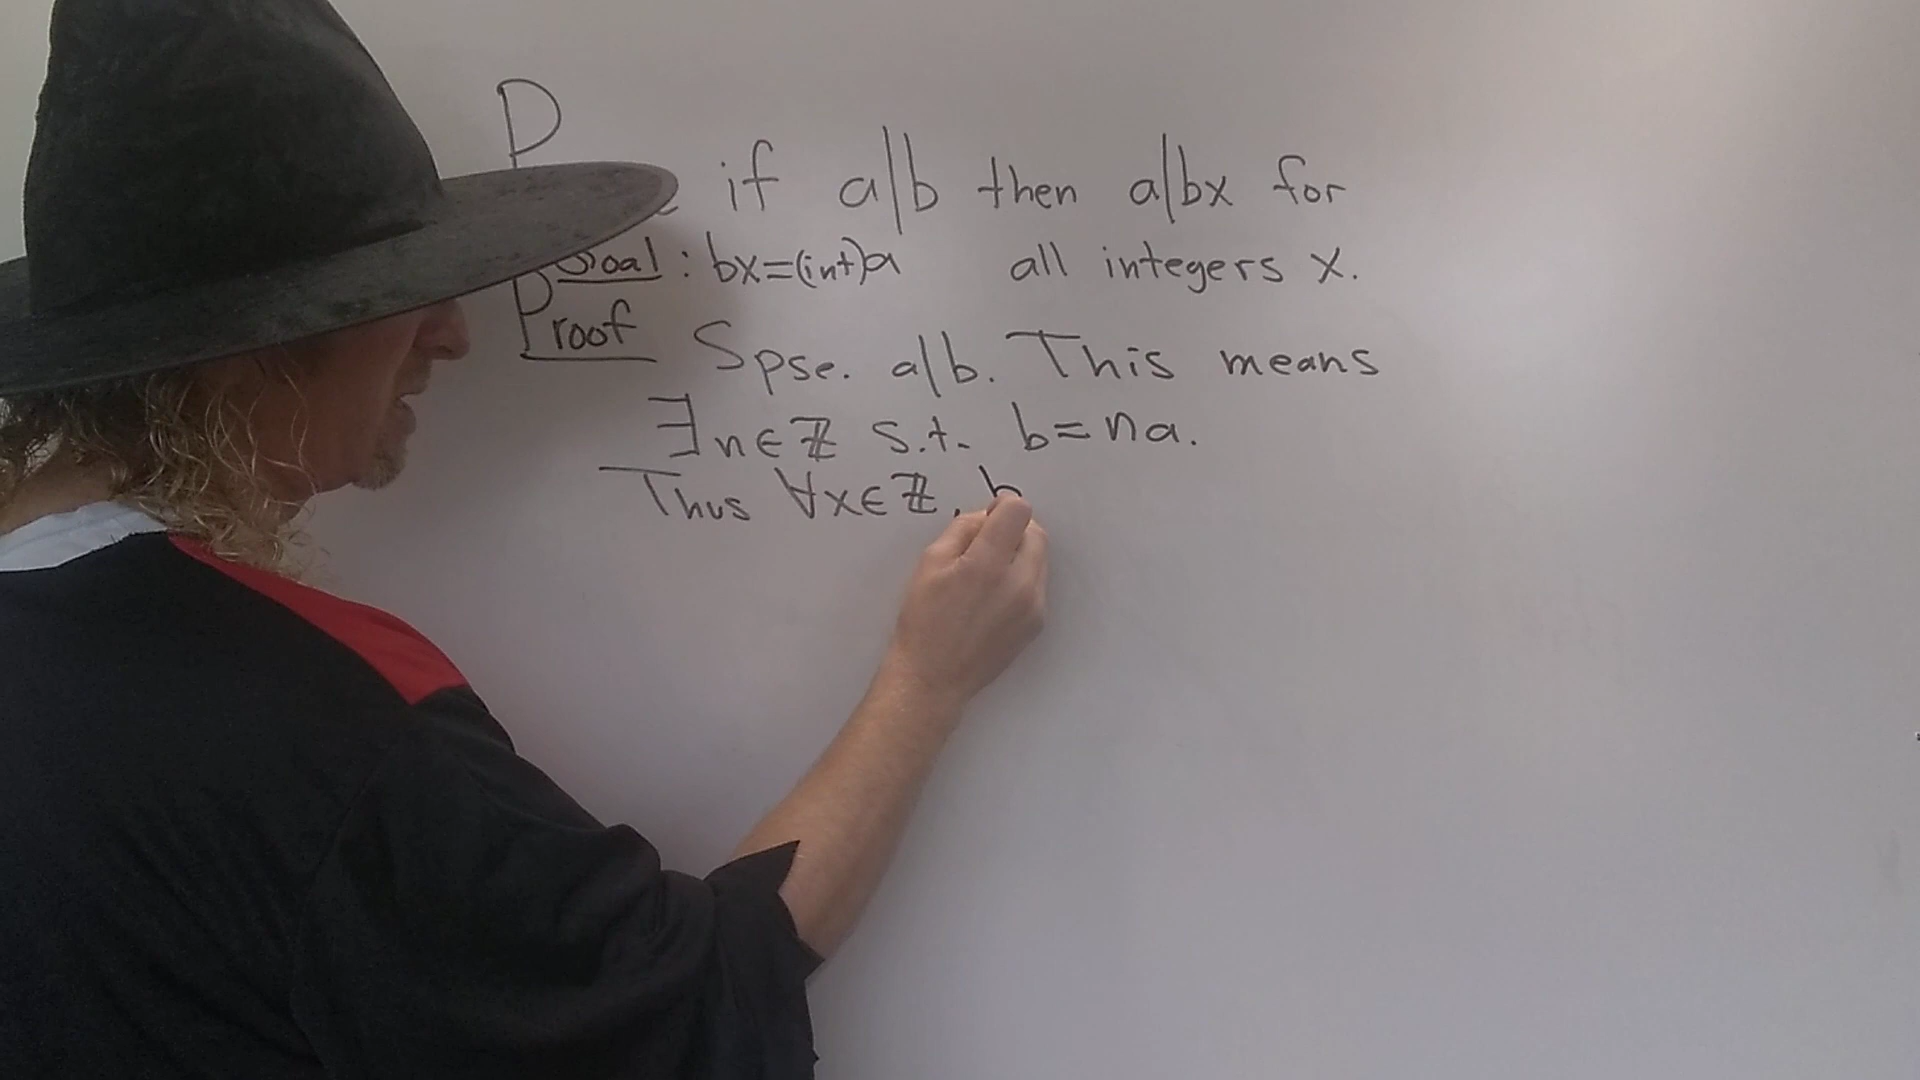 if a|b then a|bx for
Goal: bx=(int)a all integers x.
Proof Spse. a|b. This means
∃n∈ℤ s.t. b=na.
Thus ∀x∈ℤ, b